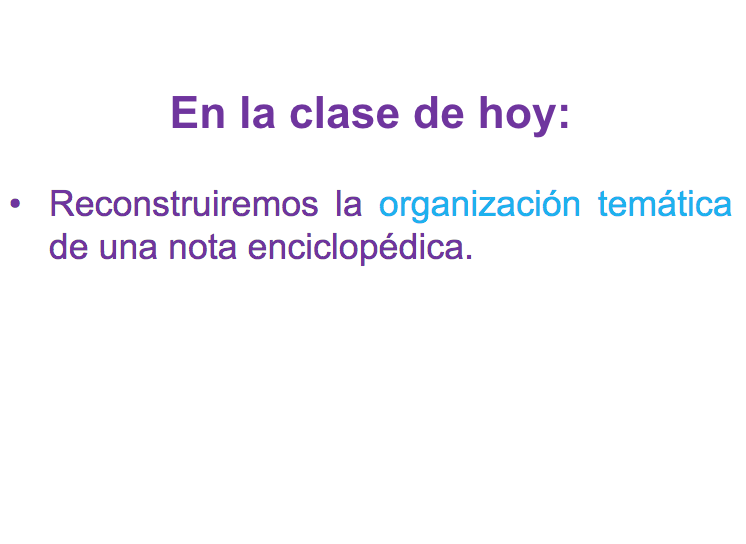 En la clase de hoy:
• Reconstruiremos la organización temática
de una nota enciclopédica.